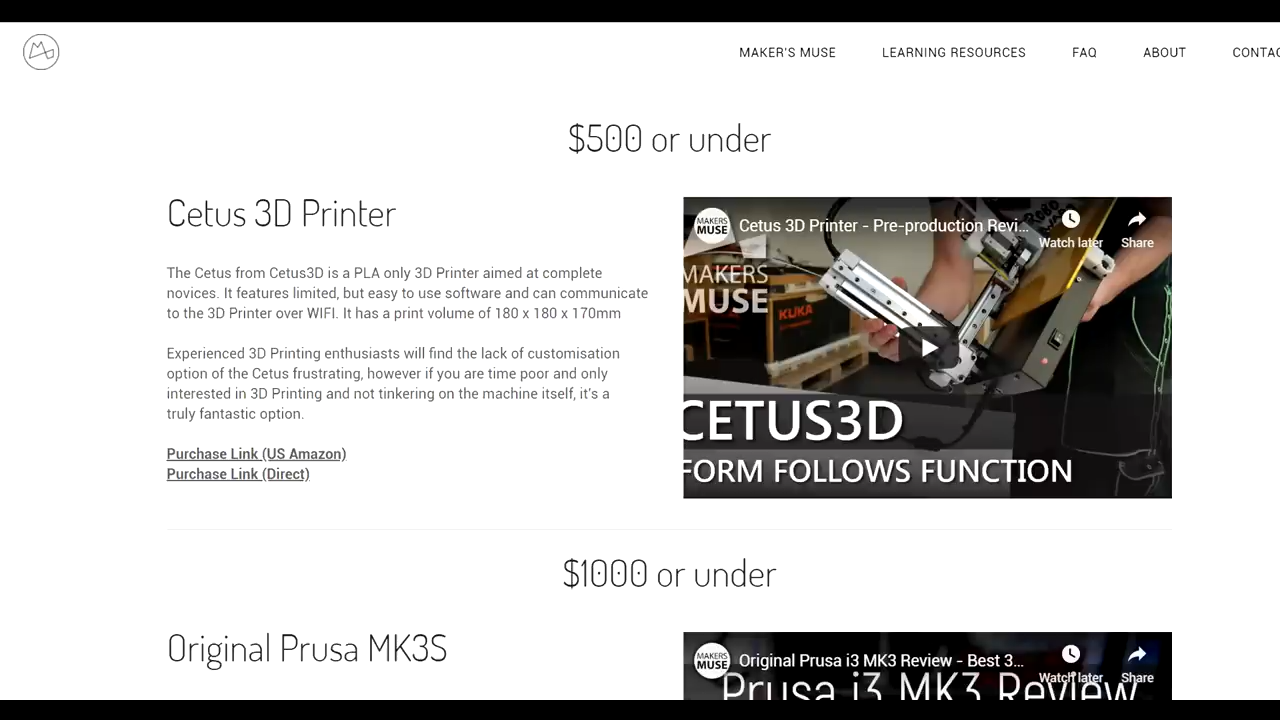 MAKER'S MUSE LEARNING RESOURCES FAQ ABOUT CONTAC
$500 or under
Cetus 3D Printer
The Cetus from Cetus3D is a PLA only 3D Printer aimed at complete
novices. It features limited, but easy to use software and can communicate
to the 3D Printer over WIFI. It has a print volume of 180 x 180 x 170mm
Experienced 3D Printing enthusiasts will find the lack of customisation
option of the Cetus frustrating, however if you are time poor and only
interested in 3D Printing and not tinkering on the machine itself, it's a
truly fantastic option.
Purchase Link (US Amazon)
Purchase Link (Direct)
MAKERS
MUSE
Cetus 3D Printer - Pre-production Revi...
Watch later
Share
MAKERS
MUSE
KUKA
CETUS3D
FORM FOLLOWS FUNCTION
$1000 or under
Original Prusa MK3S
MAKERS
MUSE
Original Prusa i3 MK3 Review - Best 3...
Watch later
Share
Prusa i3 MK3 Review